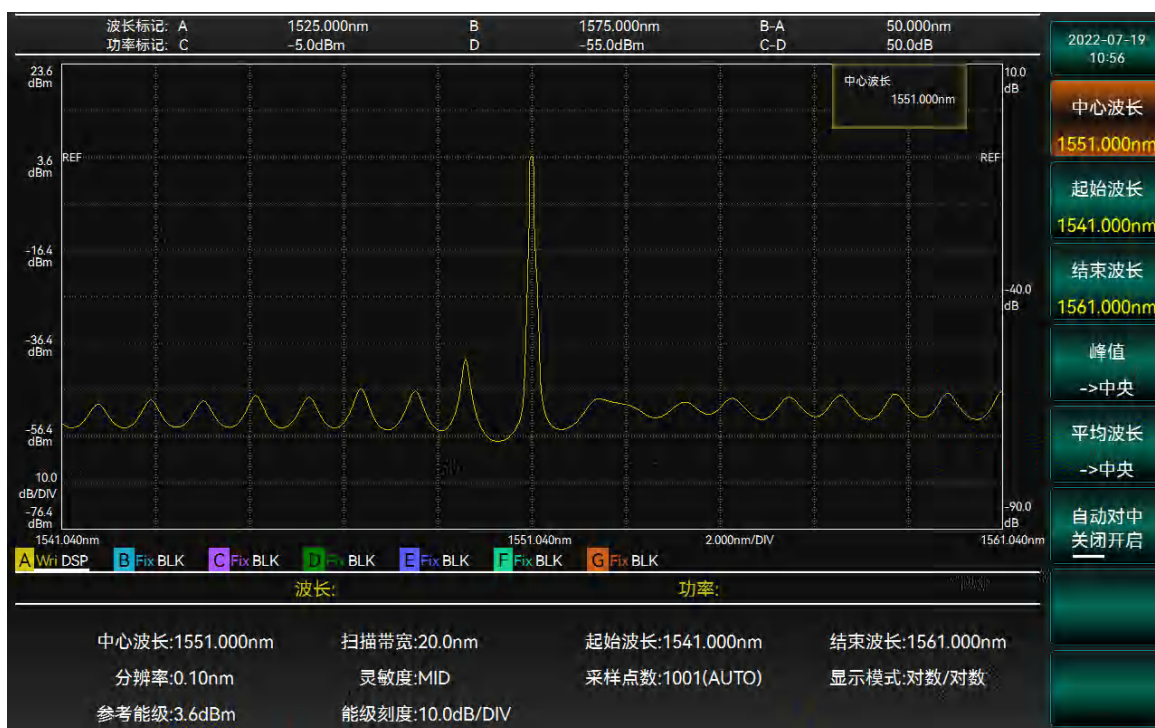 波长标记: A 1525.000nm B 1575.000nm B-A 50.000nm
功率标记: C -5.0dBm D -55.0dBm C-D 50.0dB
2022-07-19
10:56
23.6
dBm
10.0
dB
中心波长
1551.000nm
中心波长
1551.000nm
3.6
dBm
REF
REF
起始波长
1541.000nm
-16.4
dBm
结束波长
1561.000nm
-40.0
dB
-36.4
dBm
峰值
->中央
-56.4
dBm
平均波长
->中央
10.0
dB/DIV
-76.4
dBm
-90.0
dB
自动对中
关闭开启
1541.040nm 1551.040nm 2.000nm/DIV 1561.040nm
A Wri DSP B Fix BLK C Fix BLK D Fix BLK E Fix BLK F Fix BLK G Fix BLK
波长: 功率:
中心波长:1551.000nm 扫描带宽:20.0nm 起始波长:1541.000nm 结束波长:1561.000nm
分辨率:0.10nm 灵敏度:MID 采样点数:1001(AUTO) 显示模式:对数/对数
参考能级:3.6dBm 能级刻度:10.0dB/DIV